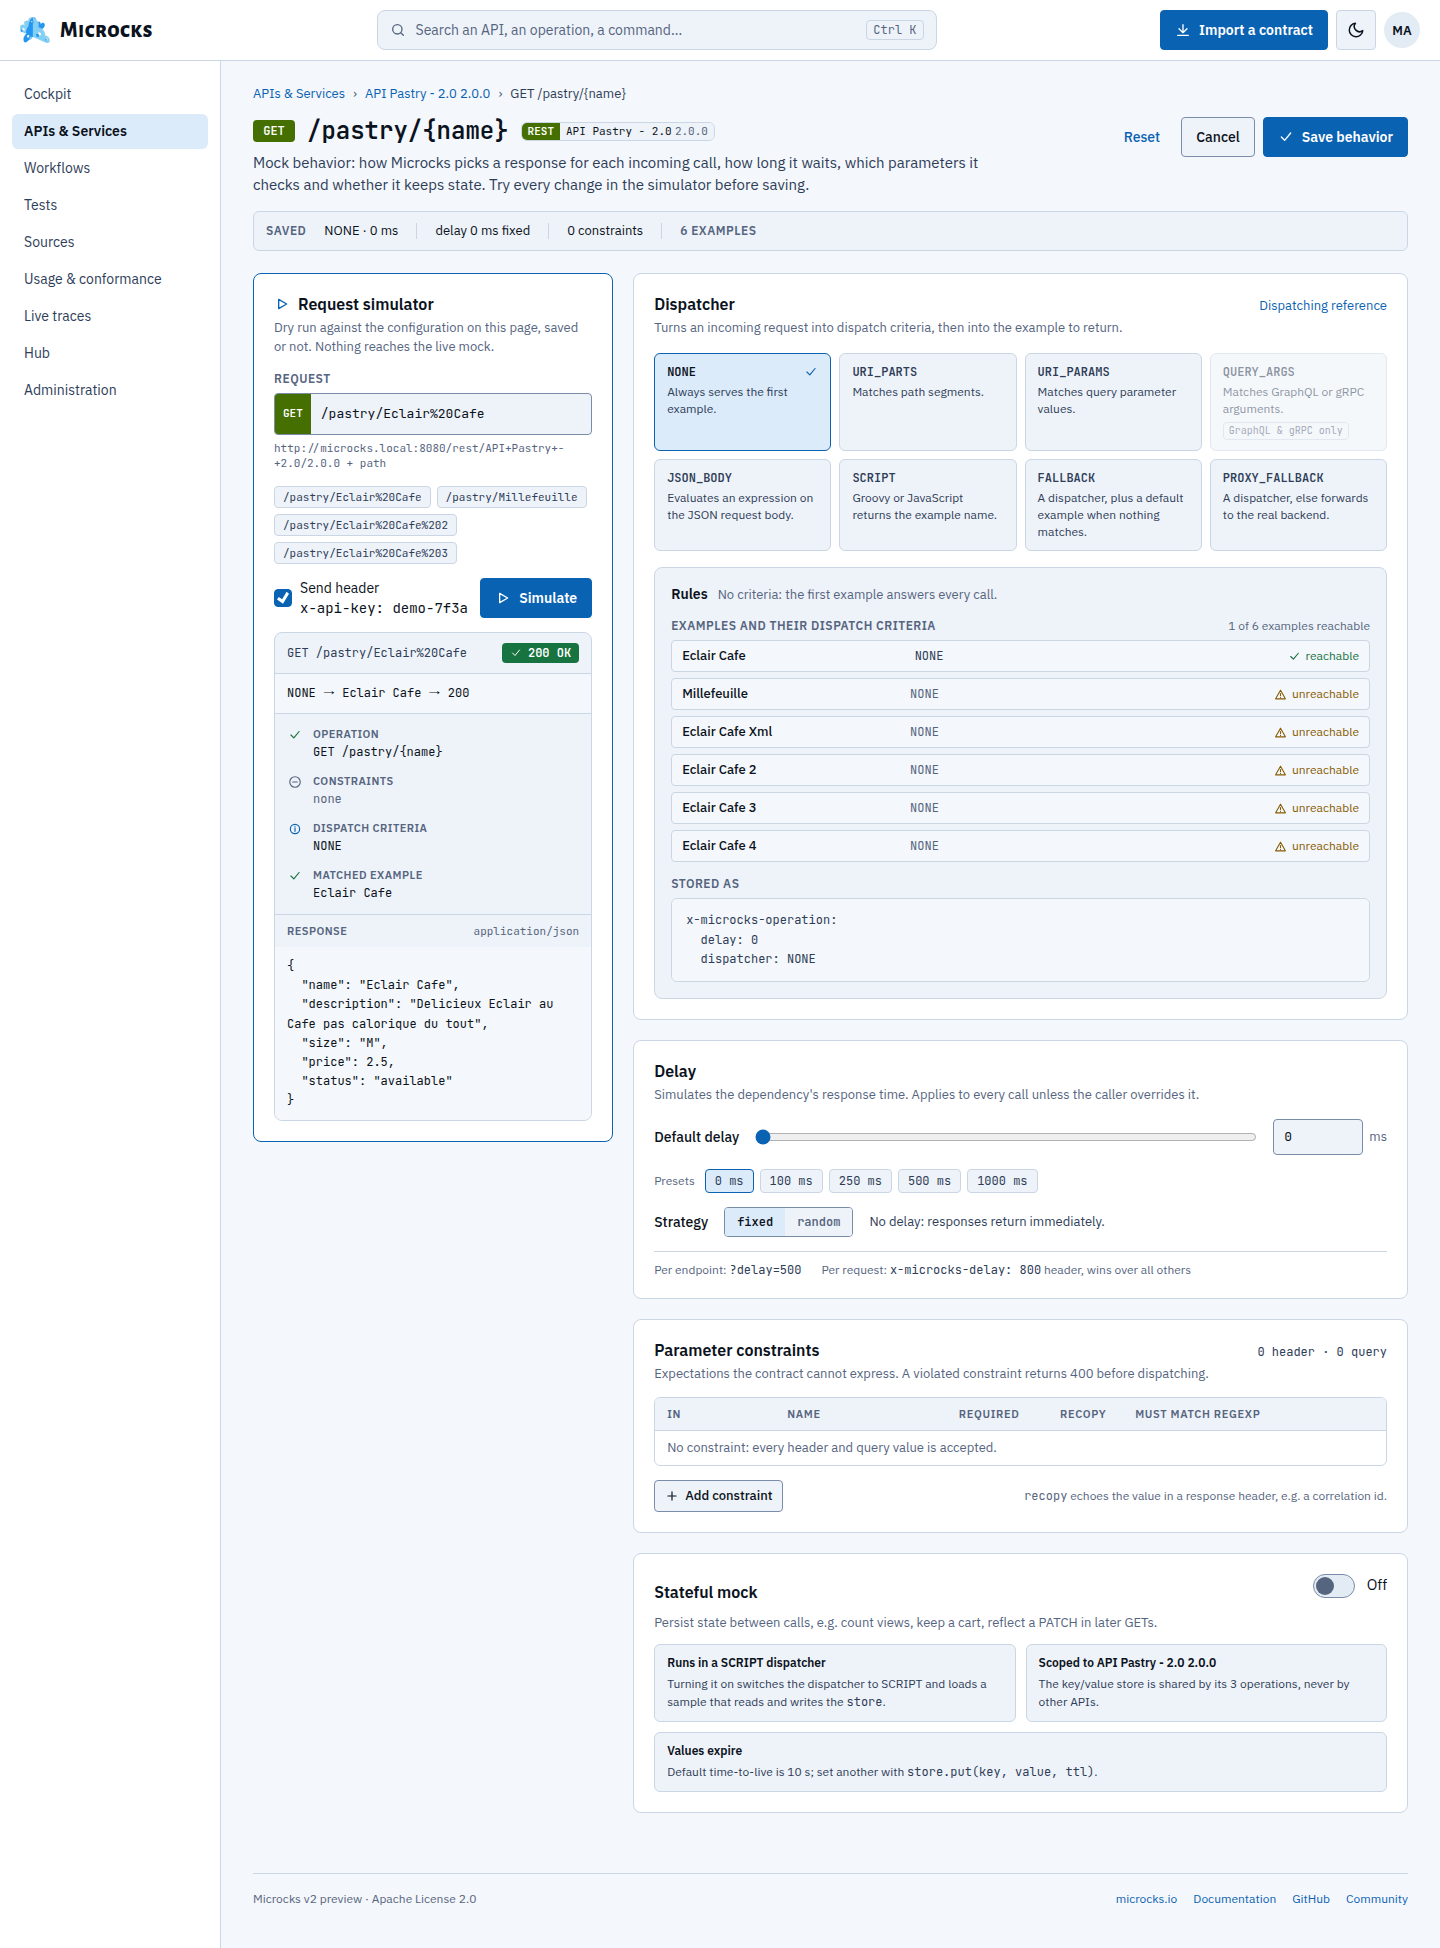 Microcks
Search an API, an operation, a command...
Ctrl K
Import a contract
MA
Cockpit
APIs & Services
Workflows
Tests
Sources
Usage & conformance
Live traces
Hub
Administration
APIs & Services › API Pastry - 2.0 2.0.0 › GET /pastry/{name}
GET /pastry/{name} REST API Pastry - 2.0 2.0.0
Mock behavior: how Microcks picks a response for each incoming call, how long it waits, which parameters it
checks and whether it keeps state. Try every change in the simulator before saving.
Reset
Cancel
Save behavior
SAVED NONE · 0 ms delay 0 ms fixed 0 constraints 6 EXAMPLES
Request simulator
Dry run against the configuration on this page, saved
or not. Nothing reaches the live mock.
REQUEST
GET /pastry/Eclair%20Cafe
http://microcks.local:8080/rest/API+Pastry+-
+2.0/2.0.0 + path
/pastry/Eclair%20Cafe /pastry/Millefeuille
/pastry/Eclair%20Cafe%202
/pastry/Eclair%20Cafe%203
Send header
x-api-key: demo-7f3a
Simulate
GET /pastry/Eclair%20Cafe 200 OK
NONE → Eclair Cafe → 200
OPERATION
GET /pastry/{name}
CONSTRAINTS
none
DISPATCH CRITERIA
NONE
MATCHED EXAMPLE
Eclair Cafe
RESPONSE application/json
{
"name": "Eclair Cafe",
"description": "Delicieux Eclair au
Cafe pas calorique du tout",
"size": "M",
"price": 2.5,
"status": "available"
}
Dispatcher
Dispatching reference
Turns an incoming request into dispatch criteria, then into the example to return.
NONE
Always serves the first
example.
URI_PARTS
Matches path segments.
URI_PARAMS
Matches query parameter
values.
QUERY_ARGS
Matches GraphQL or gRPC
arguments.
GraphQL & gRPC only
JSON_BODY
Evaluates an expression on
the JSON request body.
SCRIPT
Groovy or JavaScript
returns the example name.
FALLBACK
A dispatcher, plus a default
example when nothing
matches.
PROXY_FALLBACK
A dispatcher, else forwards
to the real backend.
Rules No criteria: the first example answers every call.
EXAMPLES AND THEIR DISPATCH CRITERIA 1 of 6 examples reachable
Eclair Cafe NONE reachable
Millefeuille NONE unreachable
Eclair Cafe Xml NONE unreachable
Eclair Cafe 2 NONE unreachable
Eclair Cafe 3 NONE unreachable
Eclair Cafe 4 NONE unreachable
STORED AS
x-microcks-operation:
delay: 0
dispatcher: NONE
Delay
Simulates the dependency's response time. Applies to every call unless the caller overrides it.
Default delay 0 ms
Presets 0 ms 100 ms 250 ms 500 ms 1000 ms
Strategy fixed random No delay: responses return immediately.
Per endpoint: ?delay=500 Per request: x-microcks-delay: 800 header, wins over all others
Parameter constraints 0 header · 0 query
Expectations the contract cannot express. A violated constraint returns 400 before dispatching.
IN NAME REQUIRED RECOPY MUST MATCH REGEXP
No constraint: every header and query value is accepted.
Add constraint
recopy echoes the value in a response header, e.g. a correlation id.
Stateful mock Off
Persist state between calls, e.g. count views, keep a cart, reflect a PATCH in later GETs.
Runs in a SCRIPT dispatcher
Turning it on switches the dispatcher to SCRIPT and loads a
sample that reads and writes the store.
Scoped to API Pastry - 2.0 2.0.0
The key/value store is shared by its 3 operations, never by
other APIs.
Values expire
Default time-to-live is 10 s; set another with store.put(key, value, ttl).
Microcks v2 preview · Apache License 2.0
microcks.io Documentation GitHub Community